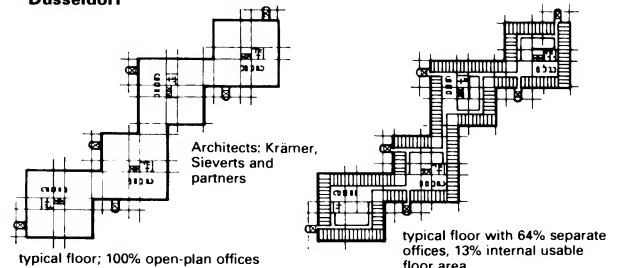 Düsseldorf
Architects: Krämer,
Sieverts and
partners
typical floor; 100% open-plan offices
typical floor with 64% separate
offices, 13% internal usable
floor area